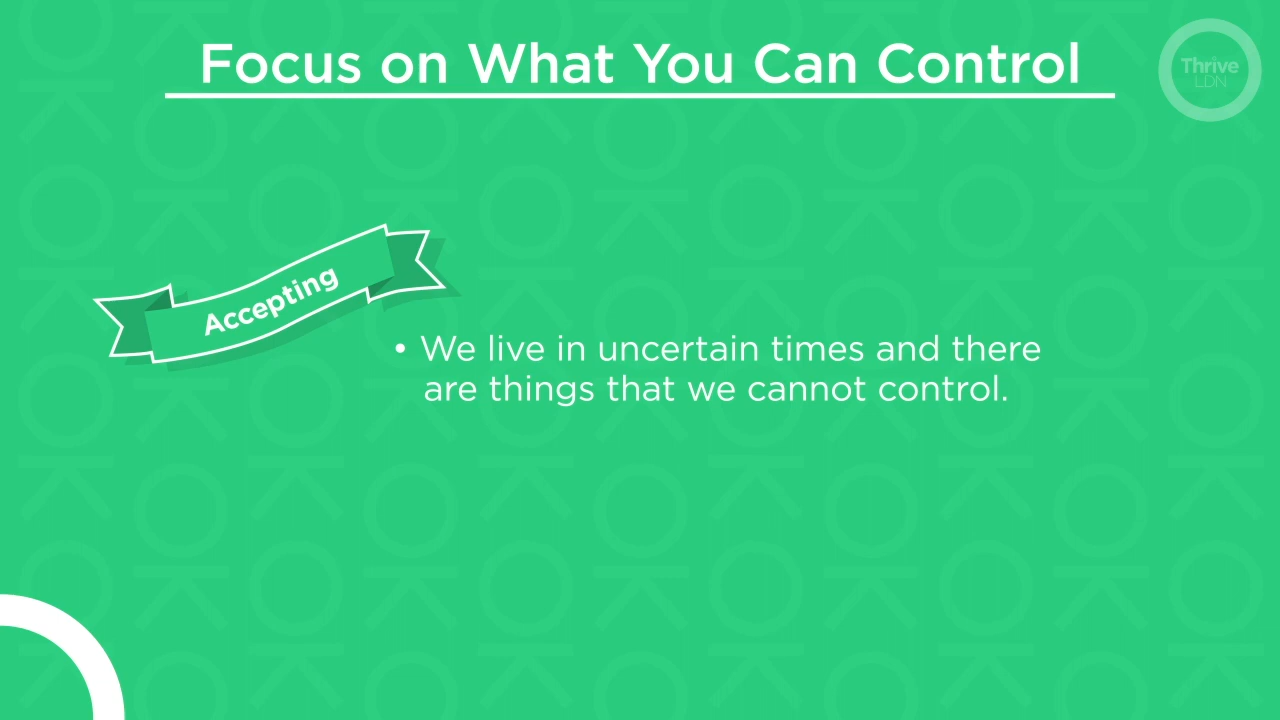 Focus on What You Can Control
Thrive
LDN
Accepting
• We live in uncertain times and there
are things that we cannot control.